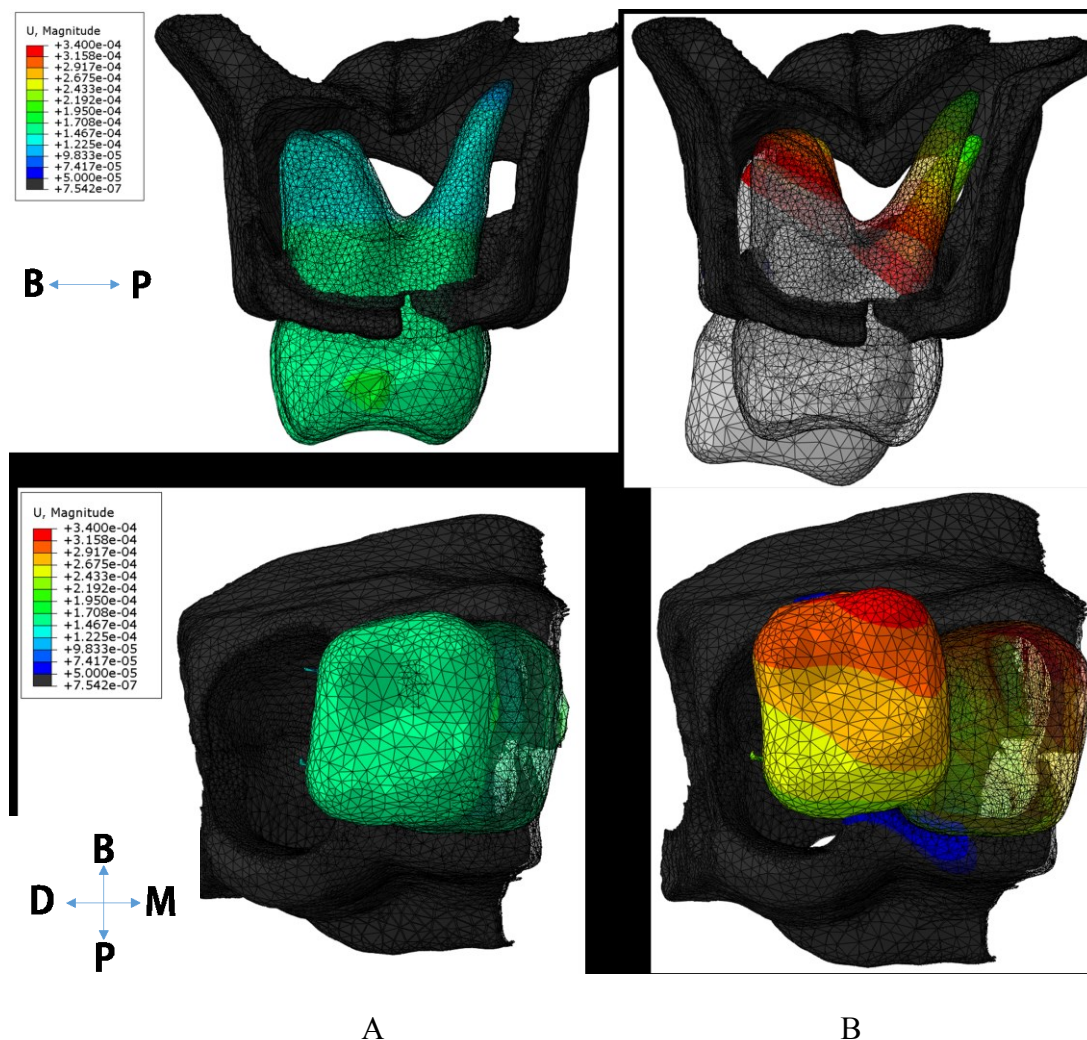 U, Magnitude
+3.400e-04
+3.158e-04
+2.917e-04
+2.675e-04
+2.433e-04
+2.192e-04
+1.950e-04
+1.708e-04
+1.467e-04
+1.225e-04
+9.833e-05
+7.417e-05
+5.000e-05
+7.542e-07
B P
U, Magnitude
+3.400e-04
+3.158e-04
+2.917e-04
+2.675e-04
+2.433e-04
+2.192e-04
+1.950e-04
+1.708e-04
+1.467e-04
+1.225e-04
+9.833e-05
+7.417e-05
+5.000e-05
+7.542e-07
B
D M
P
A B